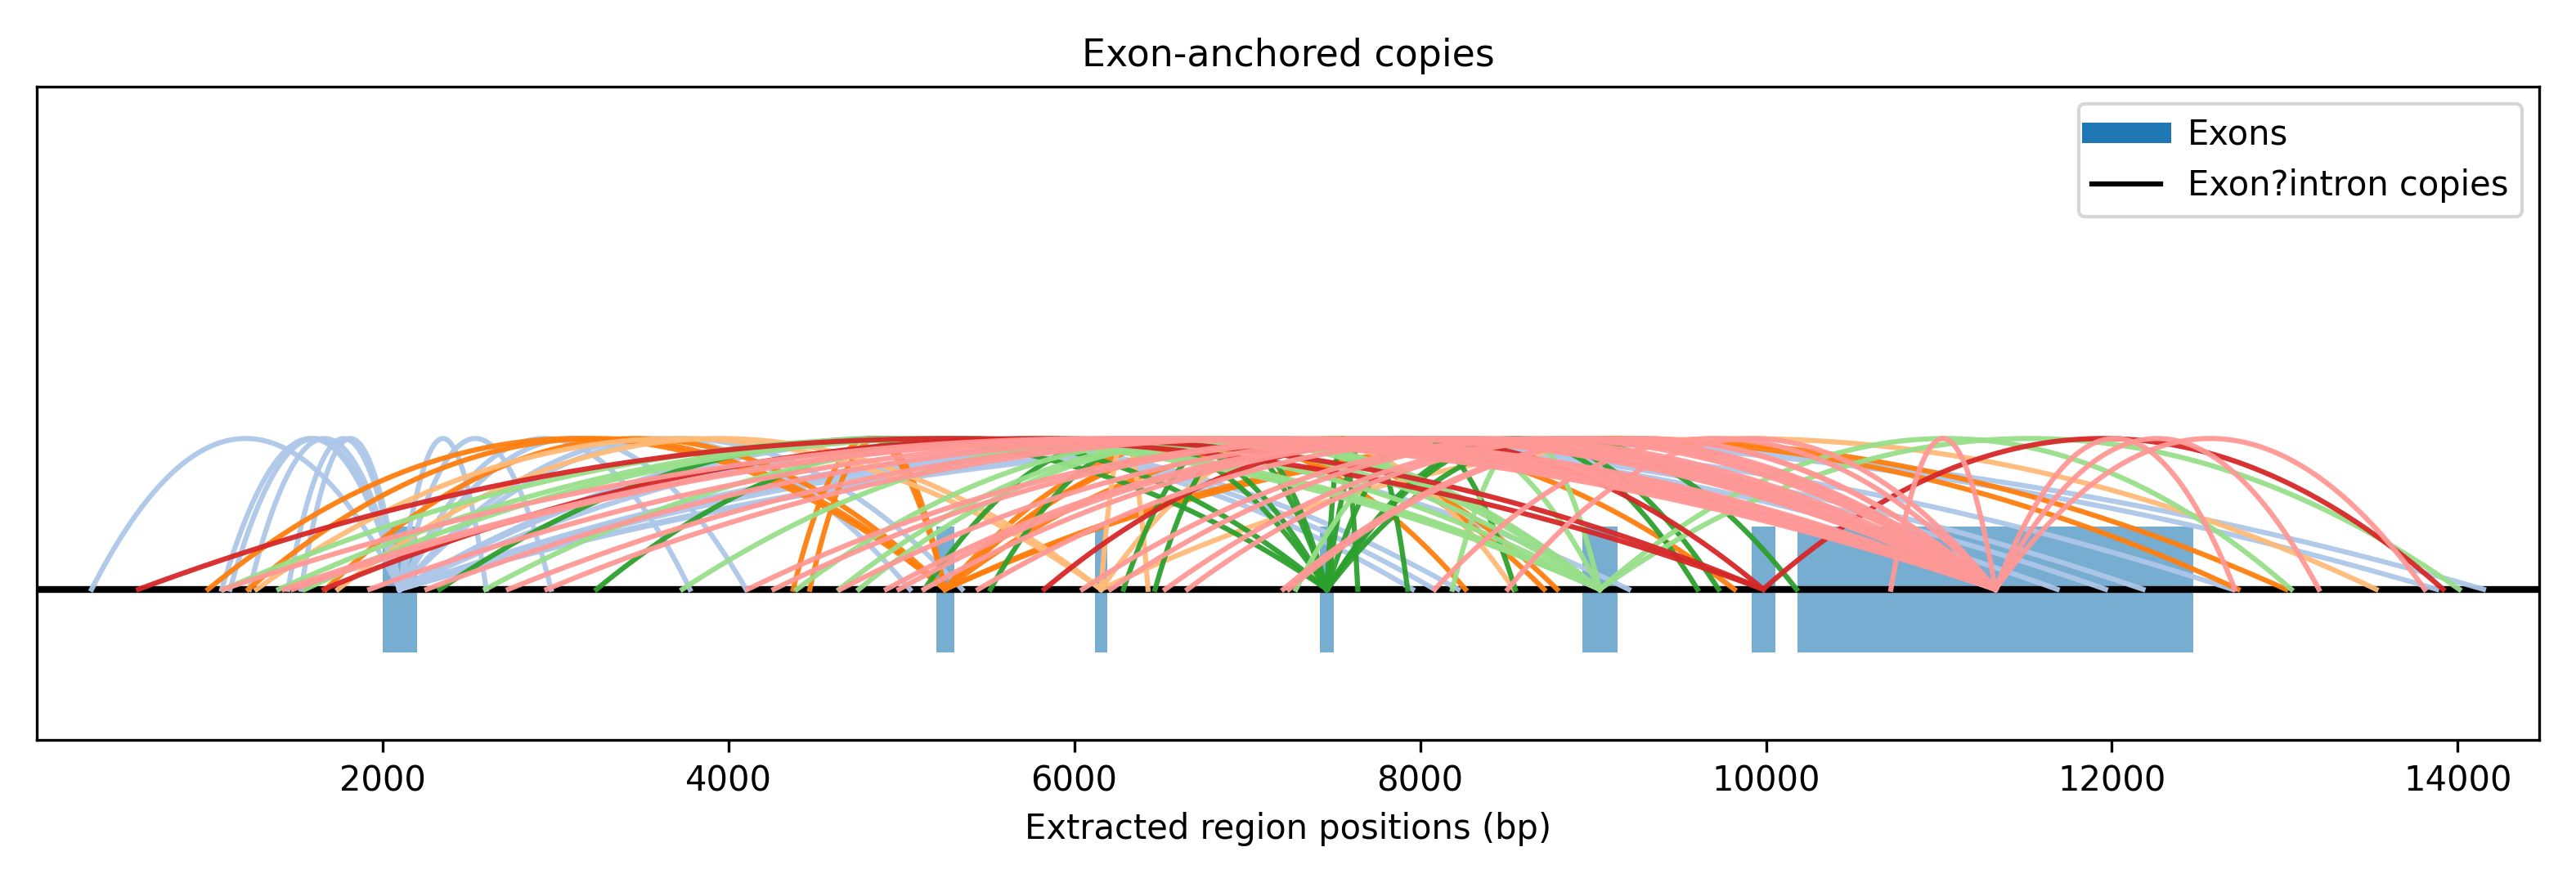 Exon-anchored copies
Exons
Exon?intron copies
2000 4000 6000 8000 10000 12000 14000
Extracted region positions (bp)